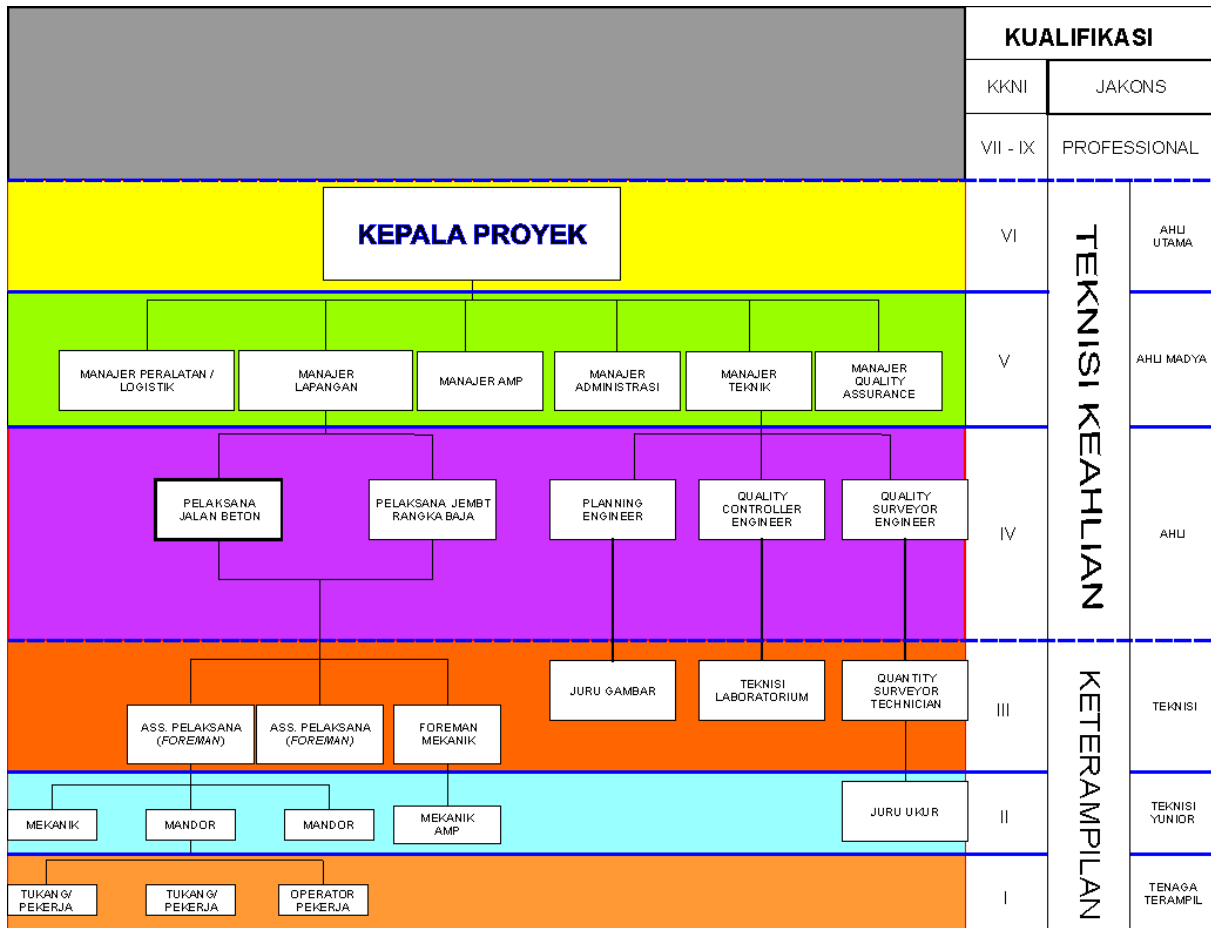 KUALIFIKASI
KKNI
JAKONS
VII - IX
PROFESSIONAL
KEPALA PROYEK
VI
AHLI
UTAMA
TEKNISI KEAHLIAN
MANAJER PERALATAN /
LOGISTIK
MANAJER
LAPANGAN
MANAJER AMP
MANAJER
ADMINISTRASI
MANAJER
TEKNIK
MANAJER
QUALITY
ASSURANCE
V
AHLI MADYA
PELAKSANA
JALAN BETON
PELAKSANA JEMBT
RANGKA BAJA
PLANNING
ENGINEER
QUALITY
CONTROLLER
ENGINEER
QUALITY
SURVEYOR
ENGINEER
IV
AHLI
JURU GAMBAR
TEKNISI
LABORATORIUM
QUANTITY
SURVEYOR
TECHNICIAN
ASS. PELAKSANA
(FOREMAN)
ASS. PELAKSANA
(FOREMAN)
FOREMAN
MEKANIK
III
KETERAMPILAN
TEKNISI
MEKANIK
MANDOR
MANDOR
MEKANIK
AMP
JURU UKUR
II
TEKNISI
YUNIOR
TUKANG/
PEKERJA
TUKANG/
PEKERJA
OPERATOR
PEKERJA
I
TENAGA
TERAMPIL